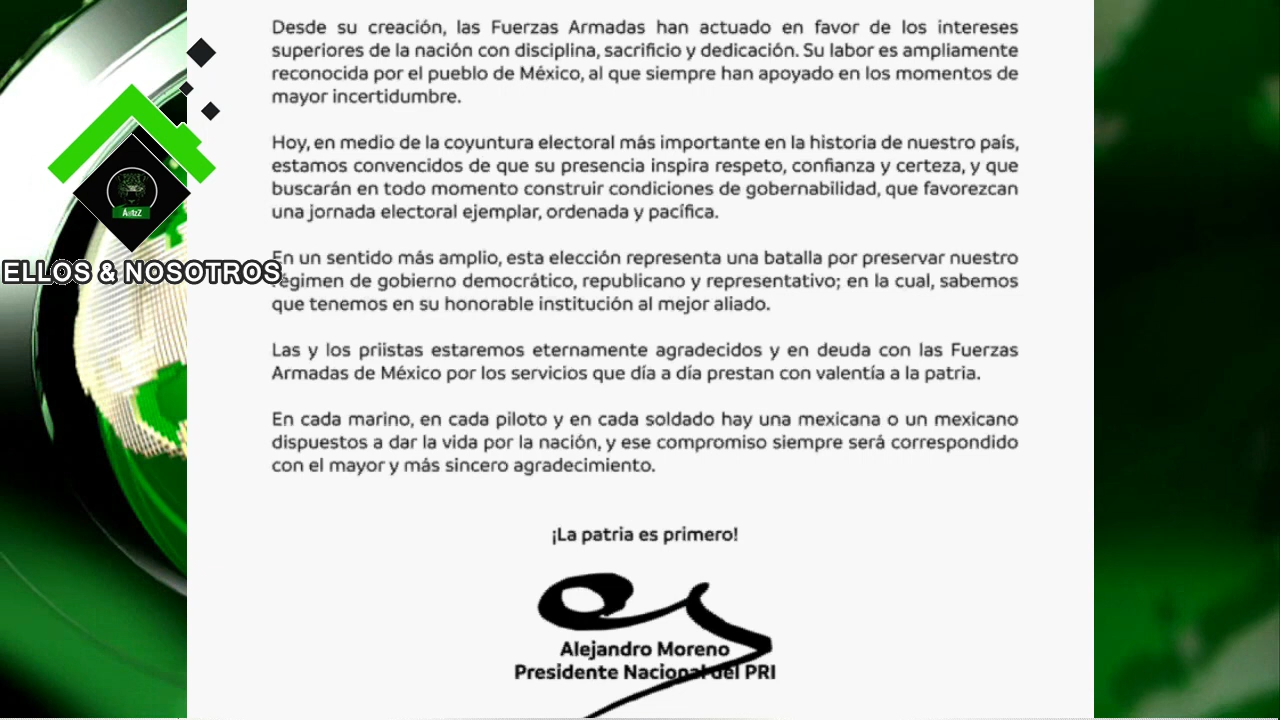 Desde su creación, las Fuerzas Armadas han actuado en favor de los intereses
superiores de la nación con disciplina, sacrificio y dedicación. Su labor es ampliamente
reconocida por el pueblo de México, al que siempre han apoyado en los momentos de
mayor incertidumbre.
Hoy, en medio de la coyuntura electoral más importante en la historia de nuestro país,
estamos convencidos de que su presencia inspira respeto, confianza y certeza, y que
buscarán en todo momento construir condiciones de gobernabilidad, que favorezcan
una jornada electoral ejemplar, ordenada y pacífica.
ELLOS & NOSOTROS
En un sentido más amplio, esta elección representa una batalla por preservar nuestro
régimen de gobierno democrático, republicano y representativo; en la cual, sabemos
que tenemos en su honorable institución al mejor aliado.
Las y los priistas estaremos eternamente agradecidos y en deuda con las Fuerzas
Armadas de México por los servicios que día a día prestan con valentía a la patria.
En cada marino, en cada piloto y en cada soldado hay una mexicana o un mexicano
dispuestos a dar la vida por la nación, y ese compromiso siempre será correspondido
con el mayor y más sincero agradecimiento.
¡La patria es primero!
Alejandro Moreno
Presidente Nacional del PRI